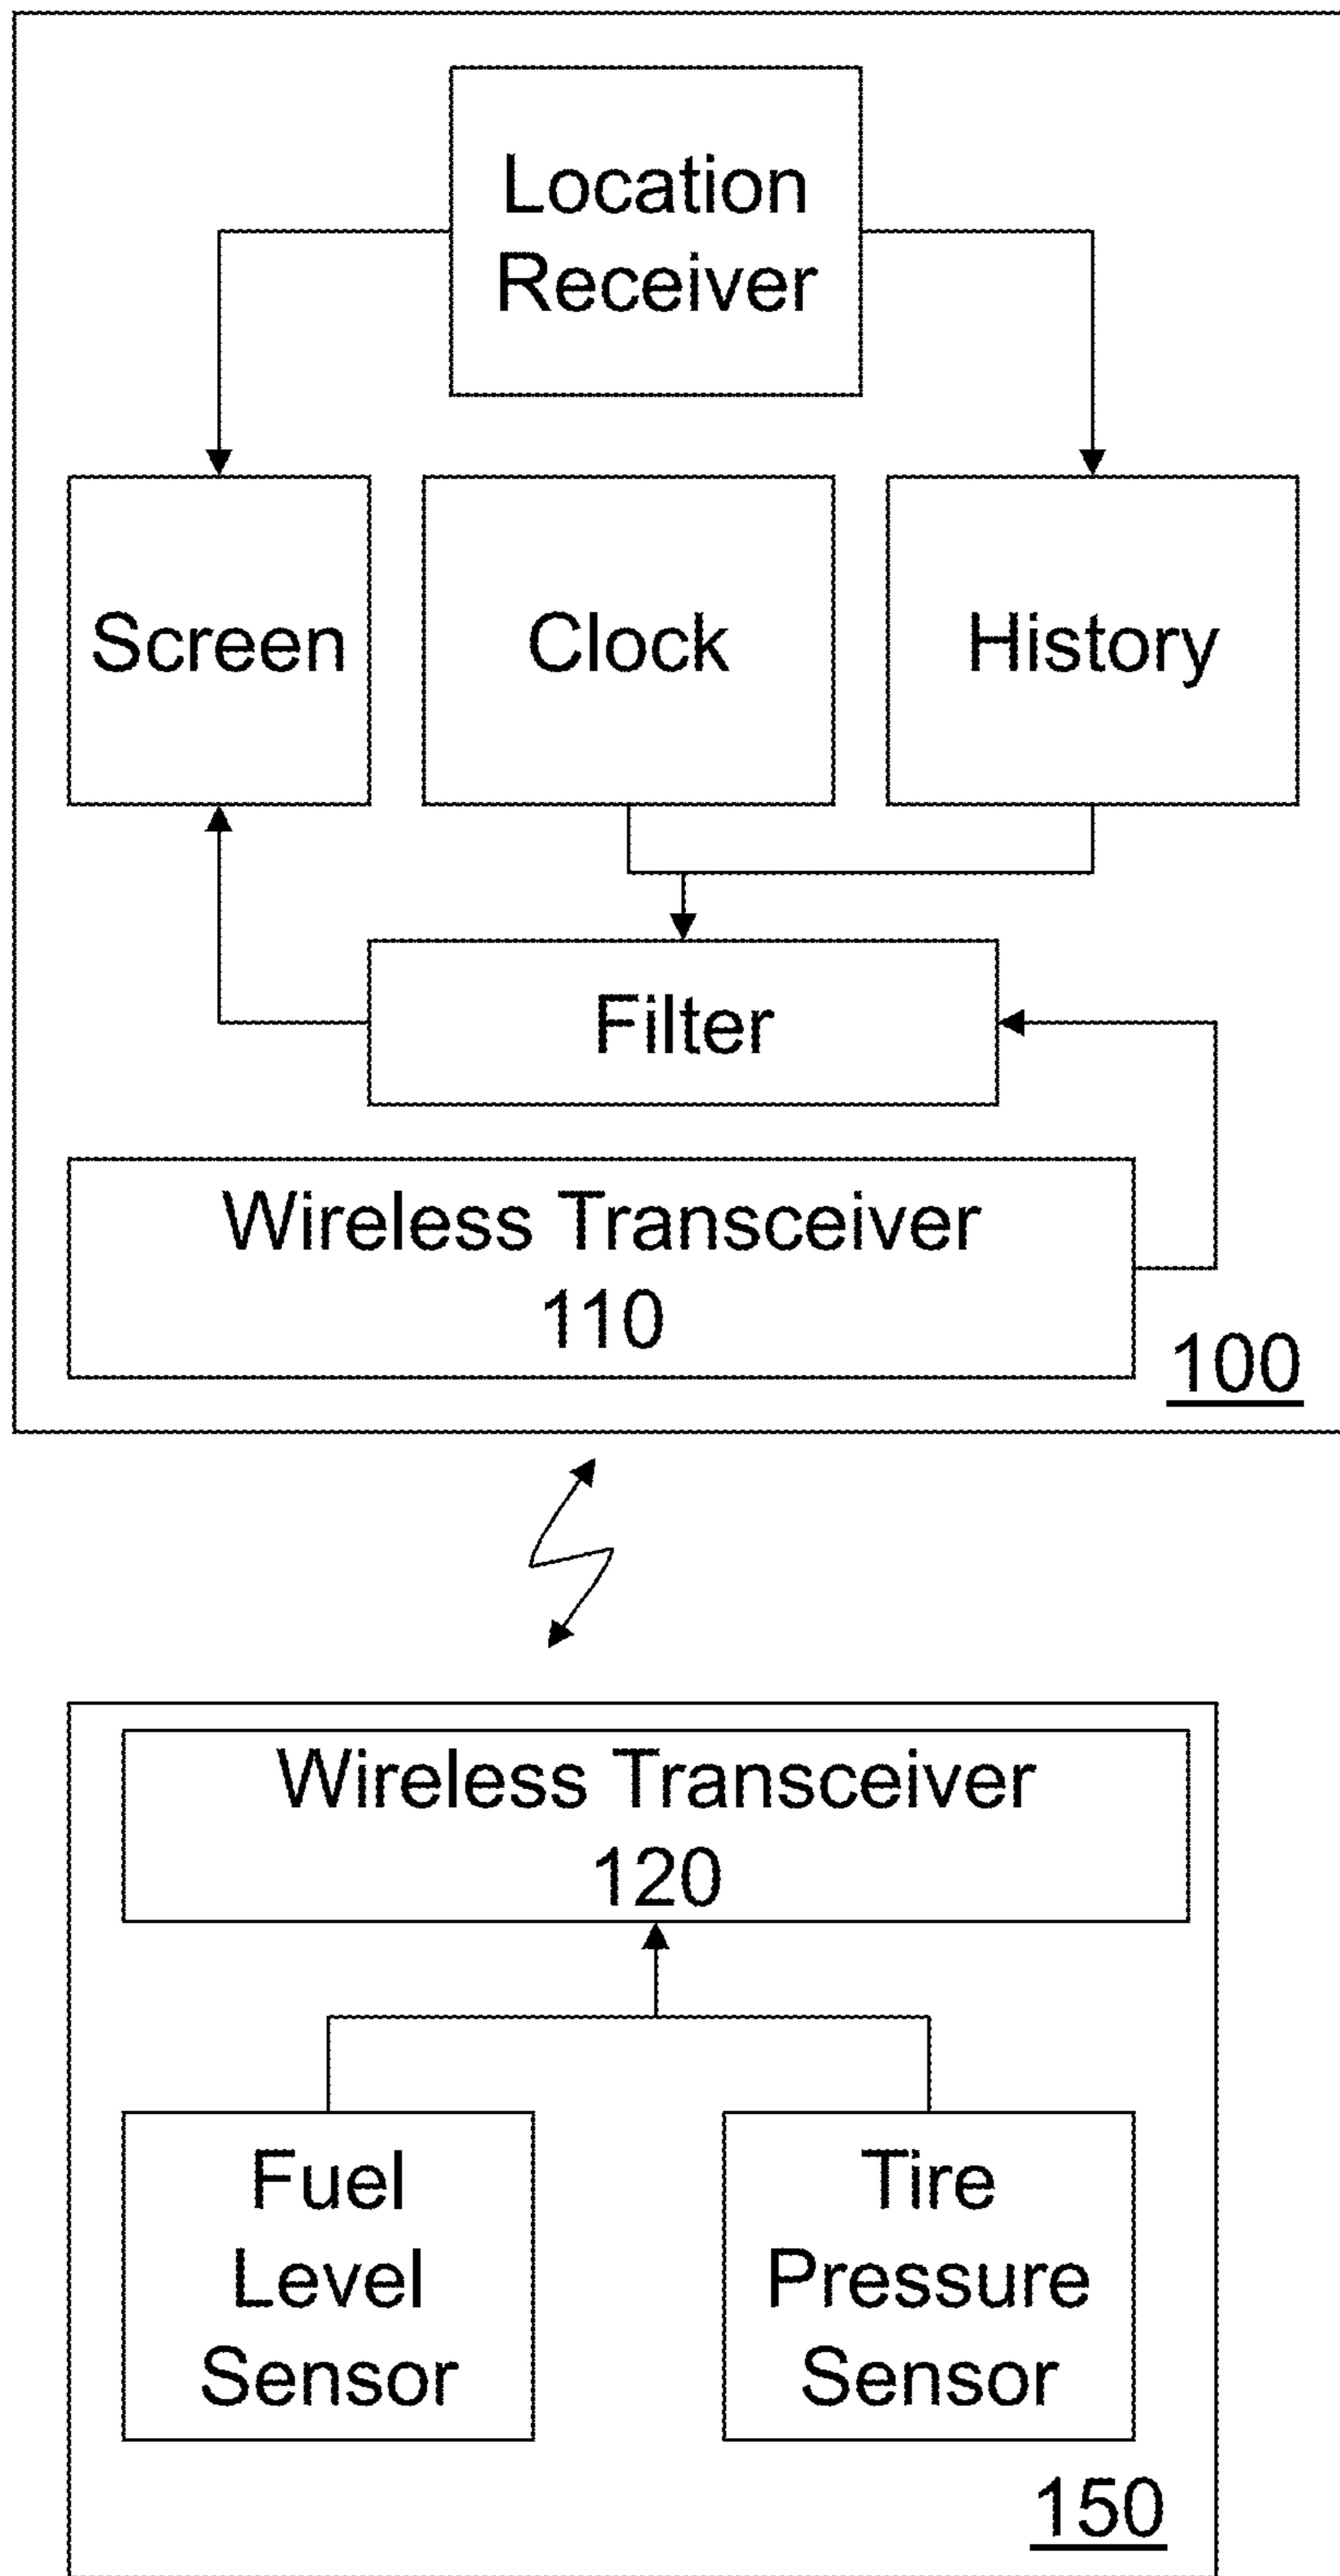 Location
Receiver
Screen
Clock
History
Filter
Wireless Transceiver
110
100
Wireless Transceiver
120
Fuel
Level
Sensor
Tire
Pressure
Sensor
150